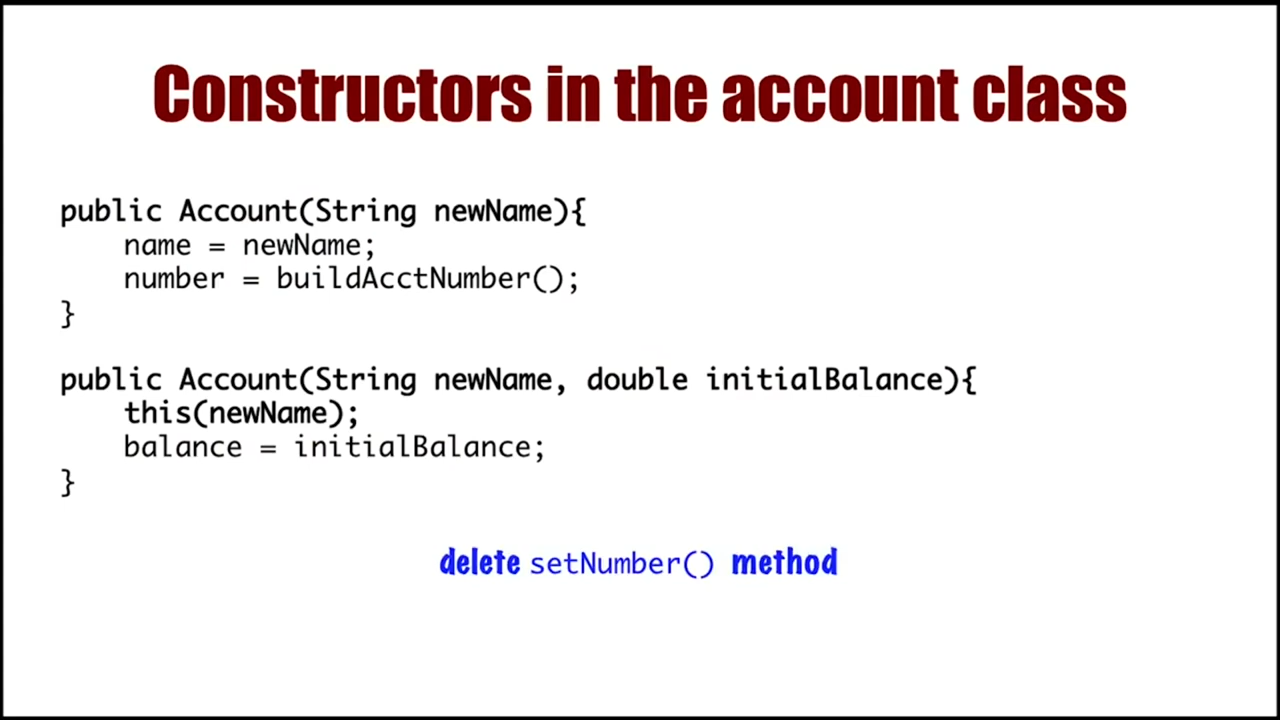 Constructors in the account class
public Account(String newName){
    name = newName;
    number = buildAcctNumber();
}
public Account(String newName, double initialBalance){
    this(newName);
    balance = initialBalance;
}
delete setNumber() method